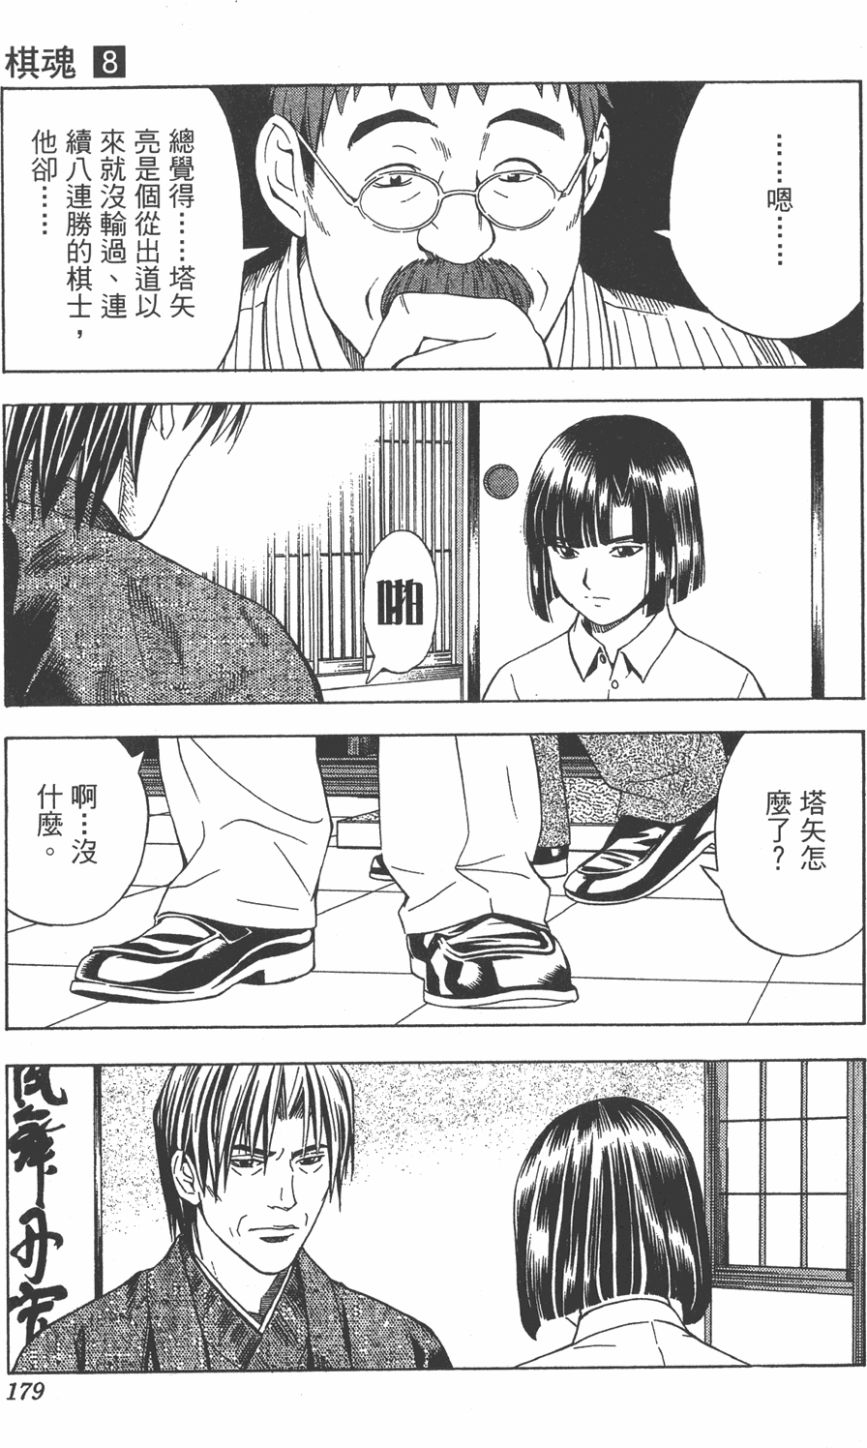 棋魂 8
……嗯……
總覺得……塔矢
亮是個從出道以
來就沒輸過、連
續八連勝的棋士，
他卻……
啪
塔矢怎
麼了？
啊…沒
什麼。
179